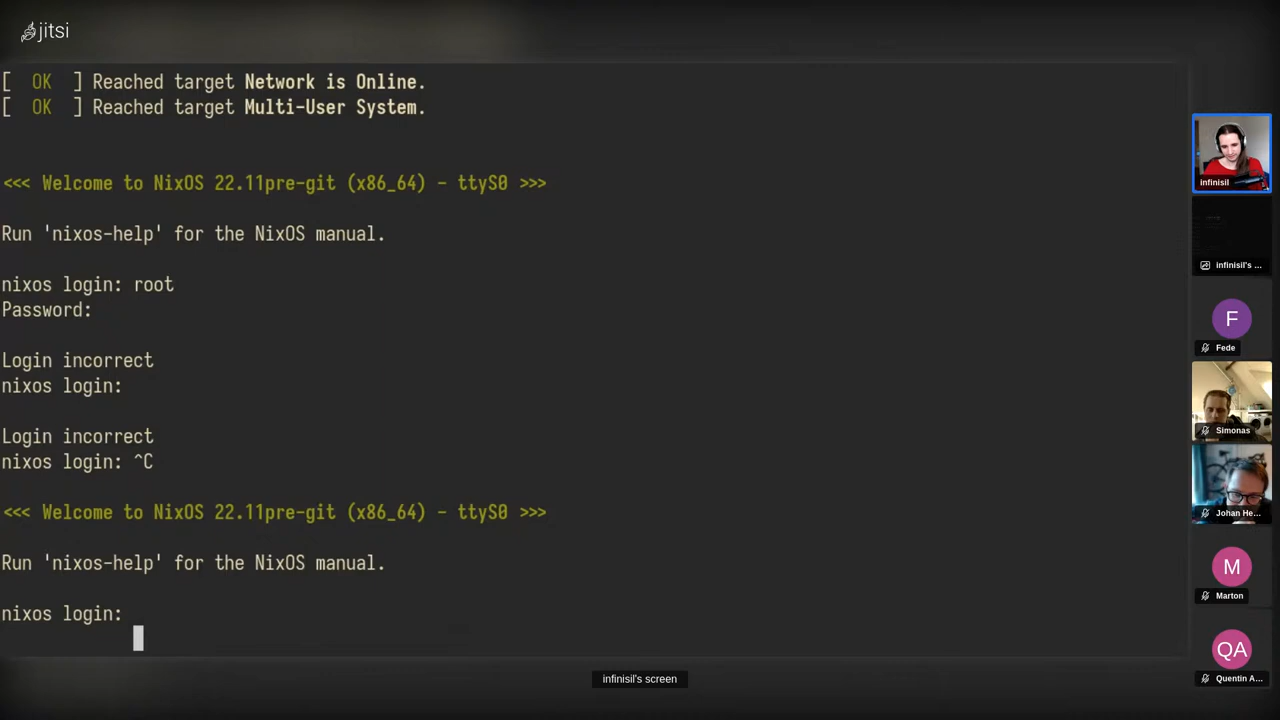 jitsi
[  OK  ] Reached target Network is Online.
[  OK  ] Reached target Multi-User System.
<<< Welcome to NixOS 22.11pre-git (x86_64) - ttyS0 >>>
Run 'nixos-help' for the NixOS manual.
nixos login: root
Password:
Login incorrect
nixos login:
Login incorrect
nixos login: ^C
<<< Welcome to NixOS 22.11pre-git (x86_64) - ttyS0 >>>
Run 'nixos-help' for the NixOS manual.
nixos login:
infinisil's screen
infinisil
infinisil's ...
F
Fede
Simonas
Johan He...
M
Marton
QA
Quentin A...